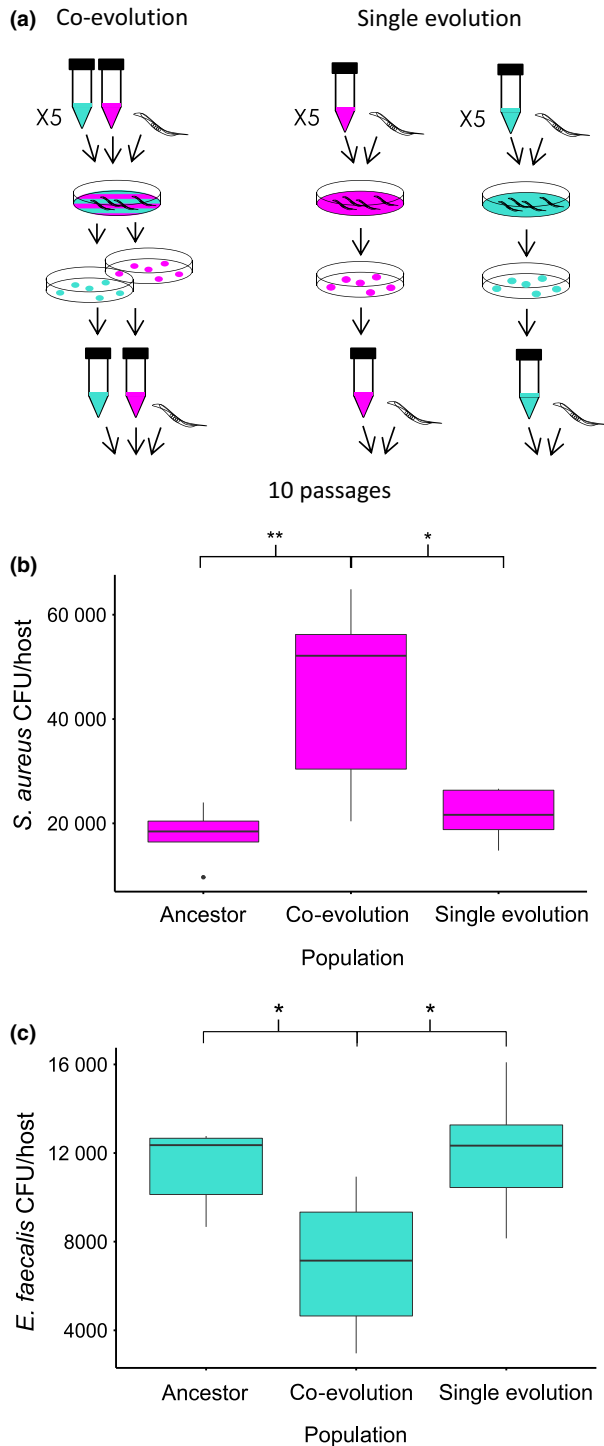 (a) Co-evolution Single evolution
X5 X5 X5
10 passages
(b) ** *
60 000
40 000
20 000
S. aureus CFU/host
Ancestor Co-evolution Single evolution
Population
(c) * *
16 000
12 000
8000
4000
E. faecalis CFU/host
Ancestor Co-evolution Single evolution
Population